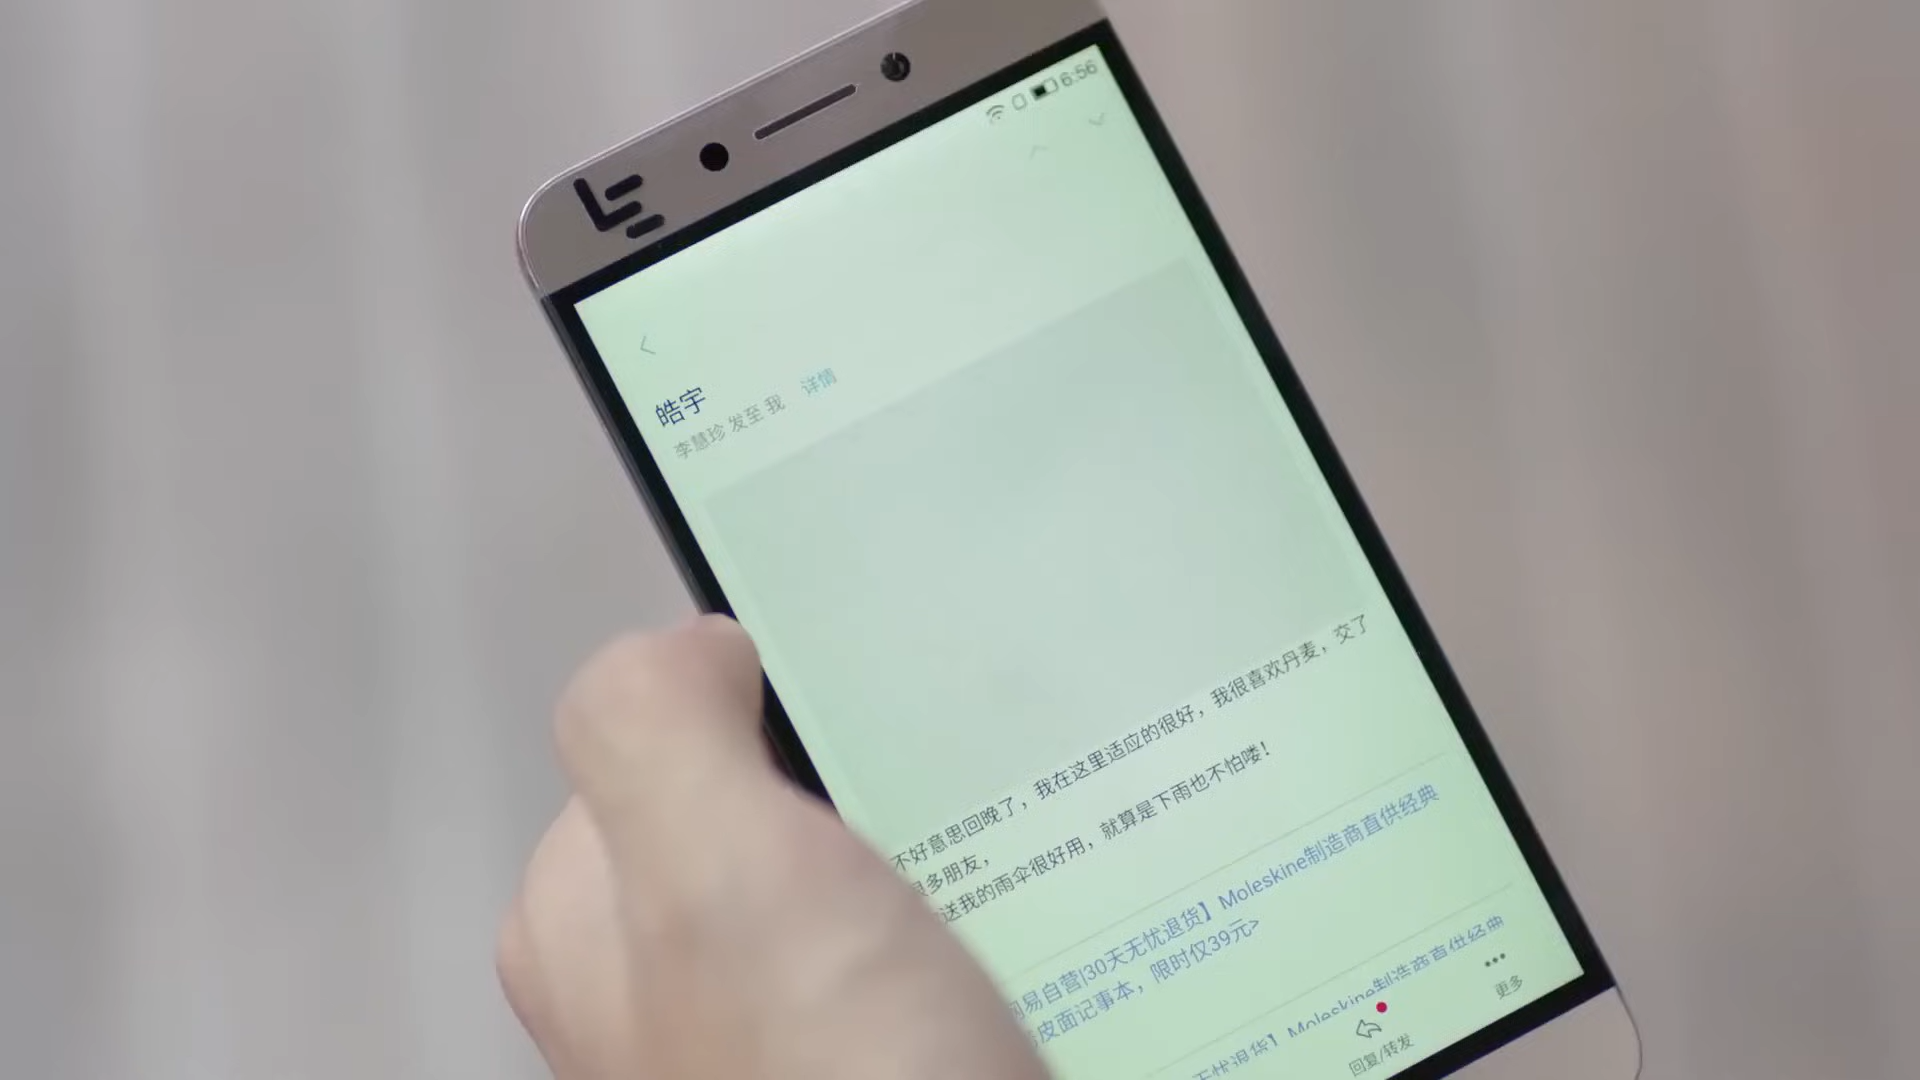 LE
6:56
皓宇
李慧珍 发至 我 详情
不好意思回晚了，我在这里适应的很好，我很喜欢丹麦，交了
很多朋友，
送我的雨伞很好用，就算是下雨也不怕喽！
网易自营|30天无忧退货】Moleskine制造商直供经典
皮面记事本，限时仅39元>
无忧退货】Moleskine制造商直供经典
回复/转发
更多